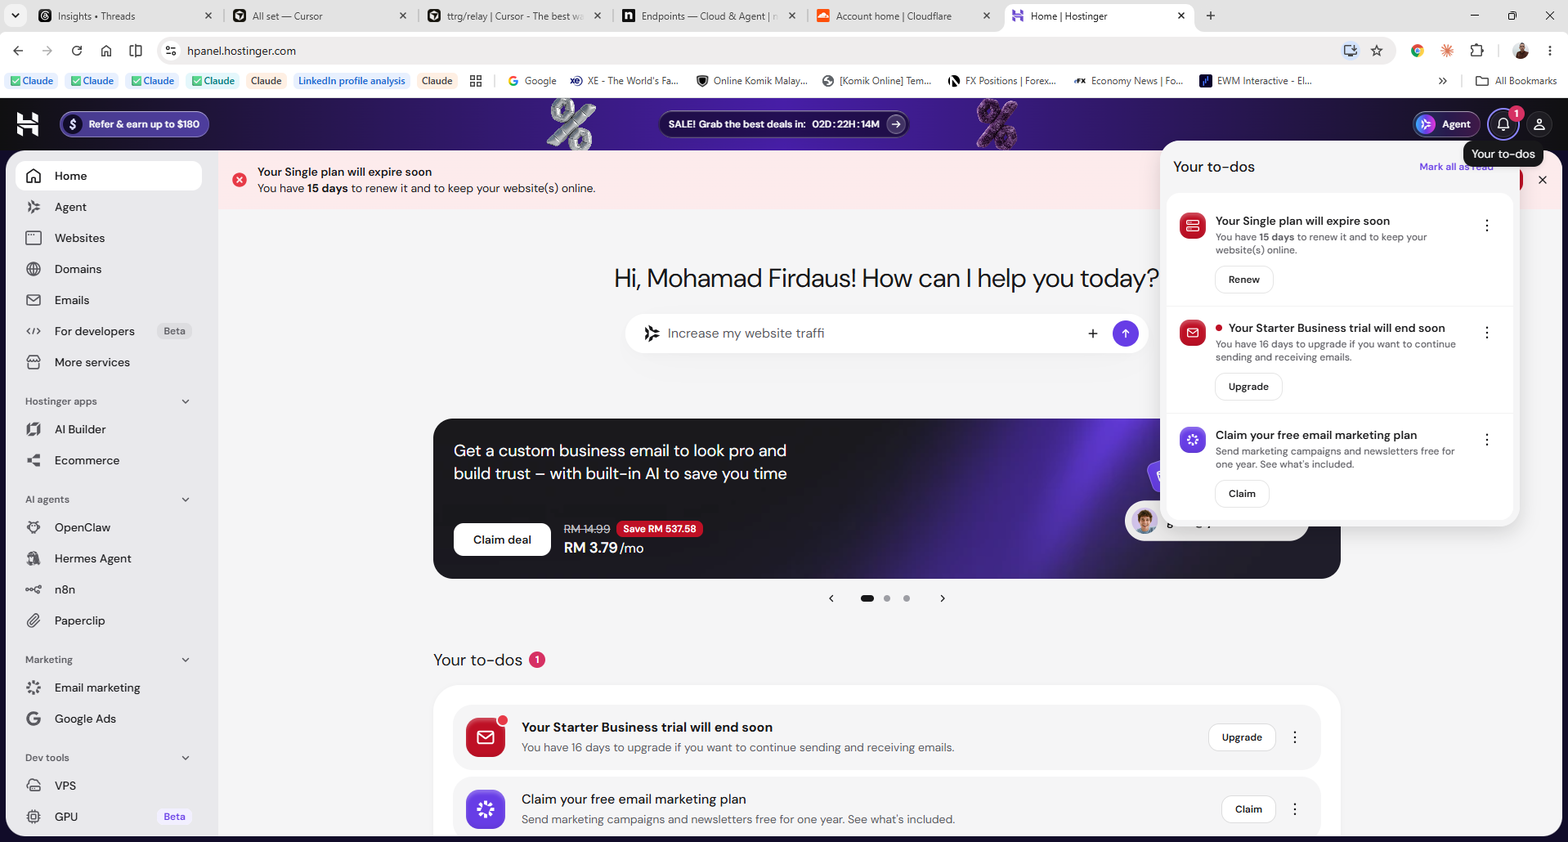 Insights • Threads
All set — Cursor
ttrg/relay | Cursor - The best wa
Endpoints — Cloud & Agent |
Account home | Cloudflare
Home | Hostinger
hpanel.hostinger.com
Claude
Claude
Claude
Claude
Claude
LinkedIn profile analysis
Claude
Google
XE - The World's Fa...
Online Komik Malay...
[Komik Online] Tem...
FX Positions | Forex...
Economy News | Fo...
EWM Interactive - El...
All Bookmarks
Refer & earn up to $180
SALE! Grab the best deals in: 02D : 22H : 14M
Agent
1
Your to-dos
Home
Agent
Websites
Domains
Emails
For developers
Beta
More services
Hostinger apps
AI Builder
Ecommerce
AI agents
OpenClaw
Hermes Agent
n8n
Paperclip
Marketing
Email marketing
Google Ads
Dev tools
VPS
GPU
Beta
Your Single plan will expire soon
You have 15 days to renew it and to keep your website(s) online.
Hi, Mohamad Firdaus! How can I help you today?
Increase my website traffi
Get a custom business email to look pro and
build trust – with built-in AI to save you time
Claim deal
RM 14.99
Save RM 537.58
RM 3.79 /mo
Your to-dos
1
Your Starter Business trial will end soon
You have 16 days to upgrade if you want to continue sending and receiving emails.
Upgrade
Claim your free email marketing plan
Send marketing campaigns and newsletters free for one year. See what's included.
Claim
Your to-dos
Mark all as read
Your Single plan will expire soon
You have 15 days to renew it and to keep your
website(s) online.
Renew
Your Starter Business trial will end soon
You have 16 days to upgrade if you want to continue
sending and receiving emails.
Upgrade
Claim your free email marketing plan
Send marketing campaigns and newsletters free for
one year. See what's included.
Claim